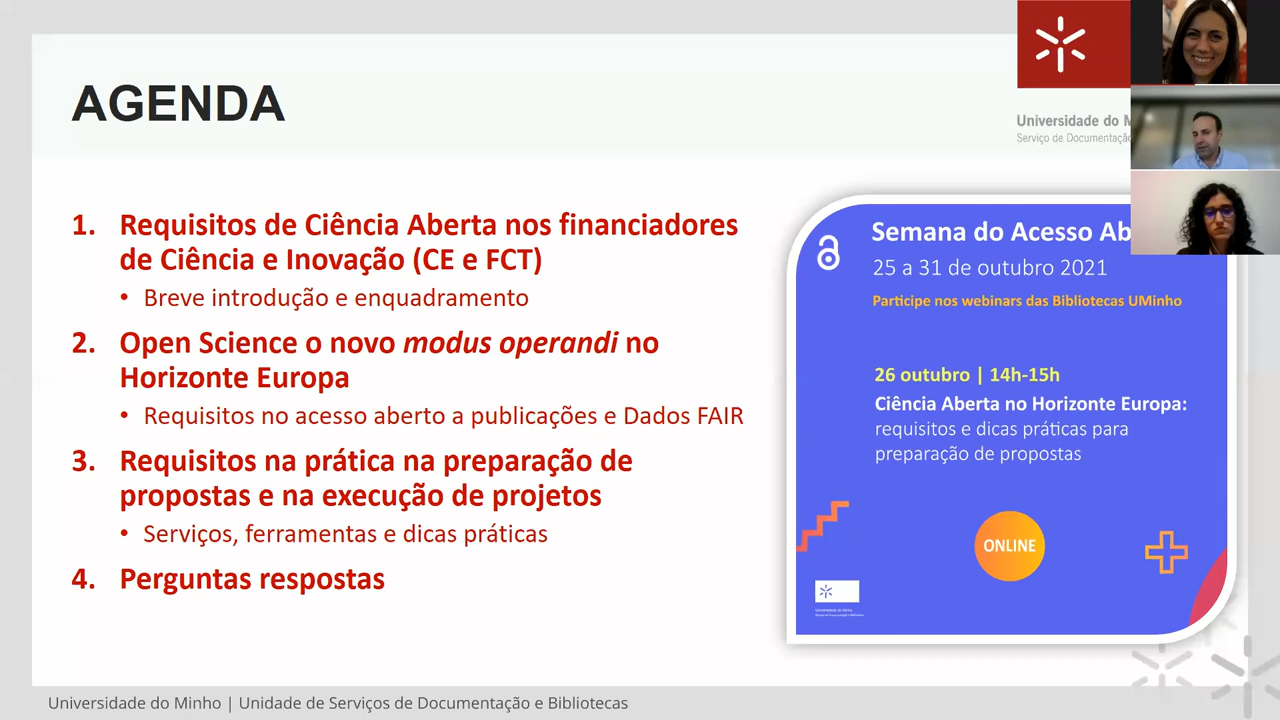 AGENDA
Universidade do
Serviço de Documentação
1. Requisitos de Ciência Aberta nos financiadores
de Ciência e Inovação (CE e FCT)
• Breve introdução e enquadramento
2. Open Science o novo modus operandi no
Horizonte Europa
• Requisitos no acesso aberto a publicações e Dados FAIR
3. Requisitos na prática na preparação de
propostas e na execução de projetos
• Serviços, ferramentas e dicas práticas
4. Perguntas respostas
Semana do Acesso Ab
25 a 31 de outubro 2021
Participe nos webinars das Bibliotecas UMinho
26 outubro | 14h-15h
Ciência Aberta no Horizonte Europa:
requisitos e dicas práticas para
preparação de propostas
ONLINE
Universidade do Minho | Unidade de Serviços de Documentação e Bibliotecas